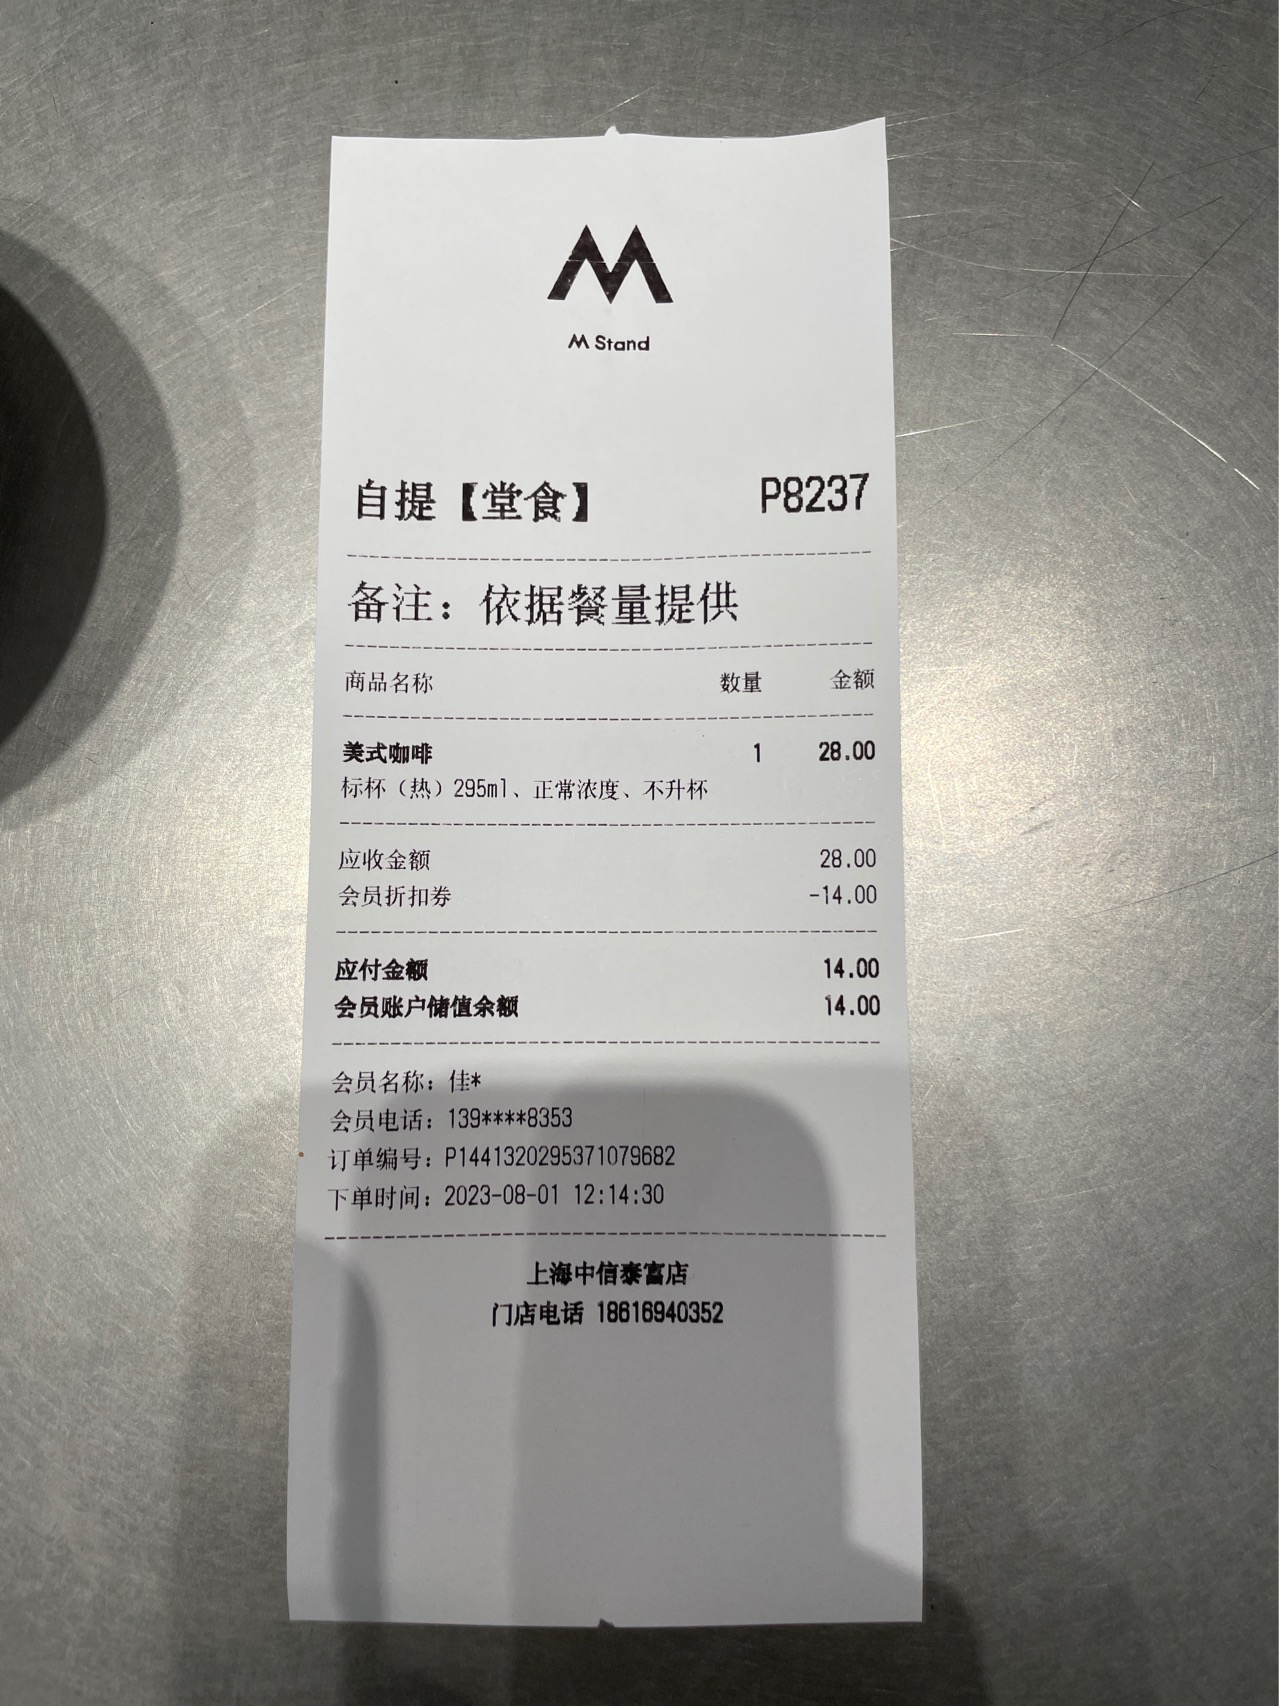 M Stand
自提【堂食】 P8237
备注：依据餐量提供
商品名称 数量 金额
美式咖啡 1 28.00
标杯（热）295ml、正常浓度、不升杯
应收金额 28.00
会员折扣券 -14.00
应付金额 14.00
会员账户储值余额 14.00
会员名称：佳*
会员电话：139****8353
订单编号：P1441320295371079682
下单时间：2023-08-01 12:14:30
上海中信泰富店
门店电话 18616940352